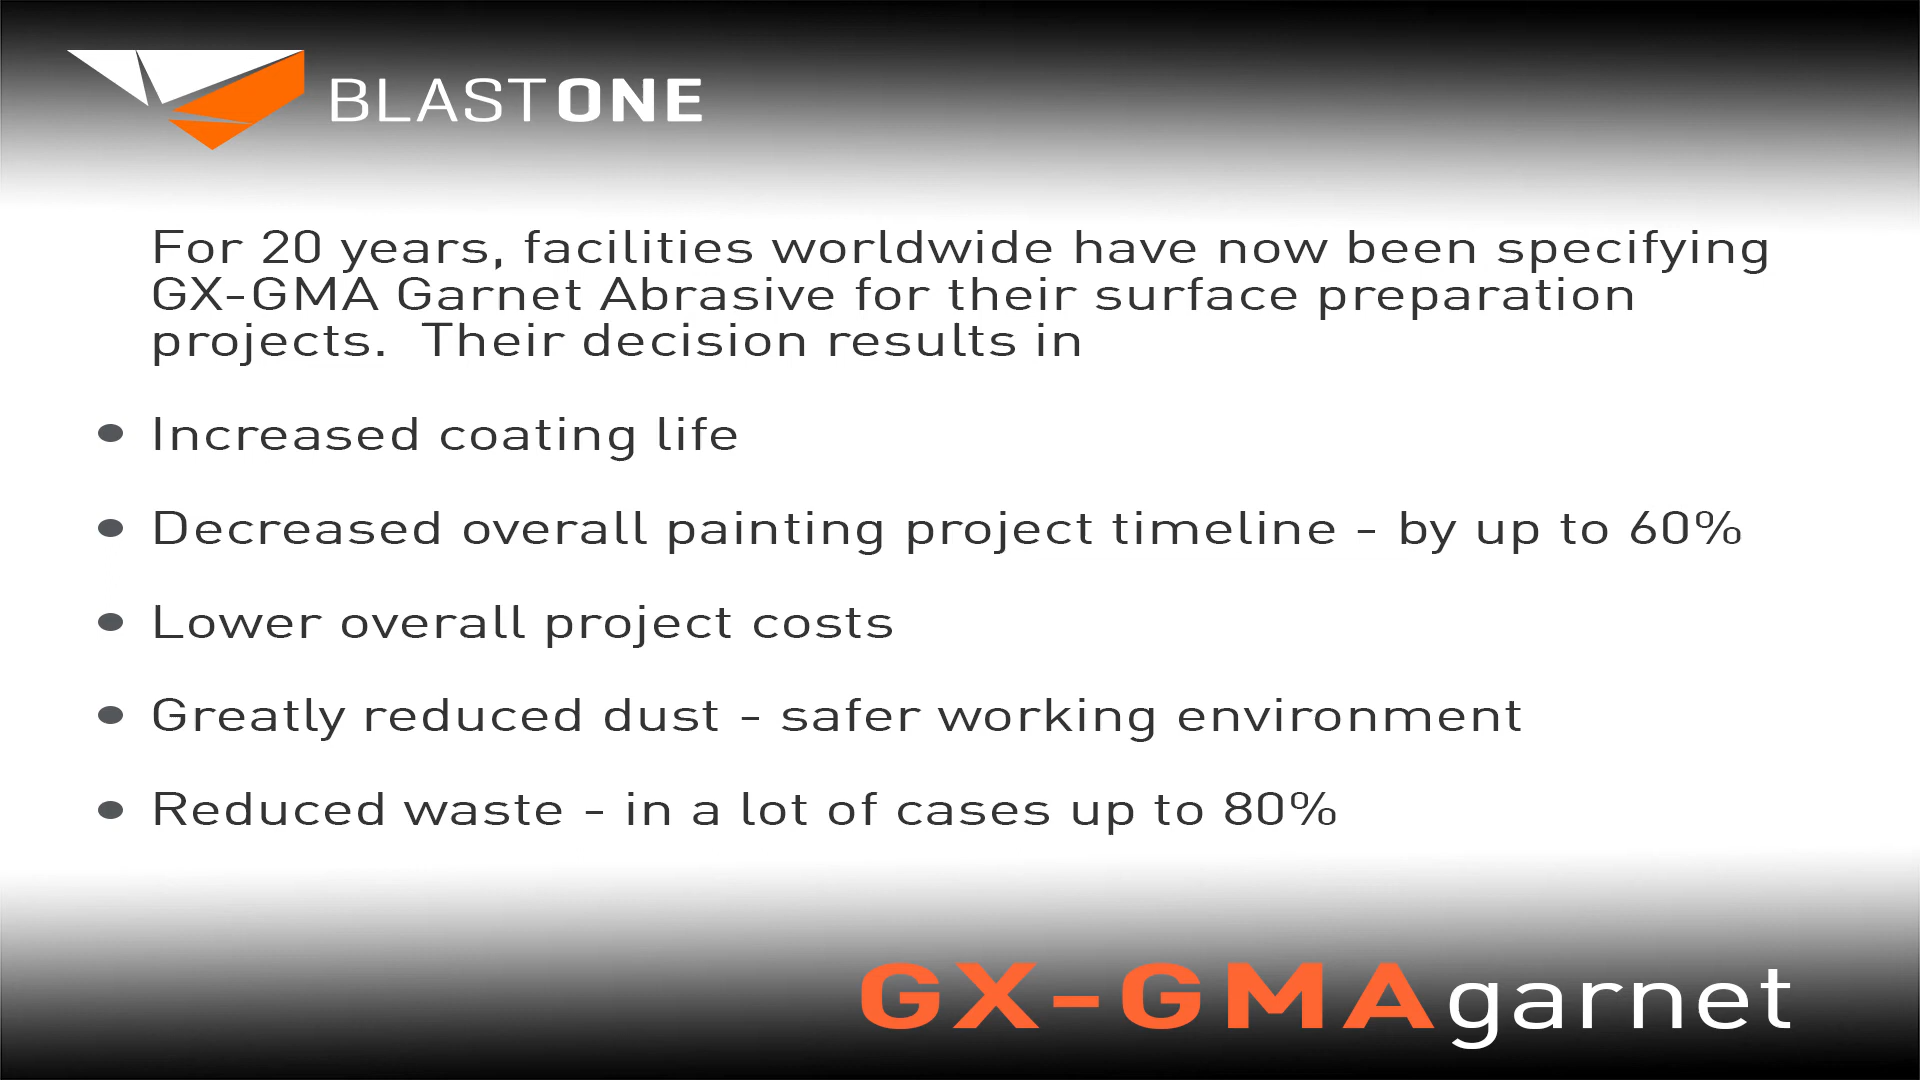 BLASTONE
For 20 years, facilities worldwide have now been specifying
GX-GMA Garnet Abrasive for their surface preparation
projects.  Their decision results in
• Increased coating life
• Decreased overall painting project timeline - by up to 60%
• Lower overall project costs
• Greatly reduced dust - safer working environment
• Reduced waste - in a lot of cases up to 80%
GX-GMAgarnet